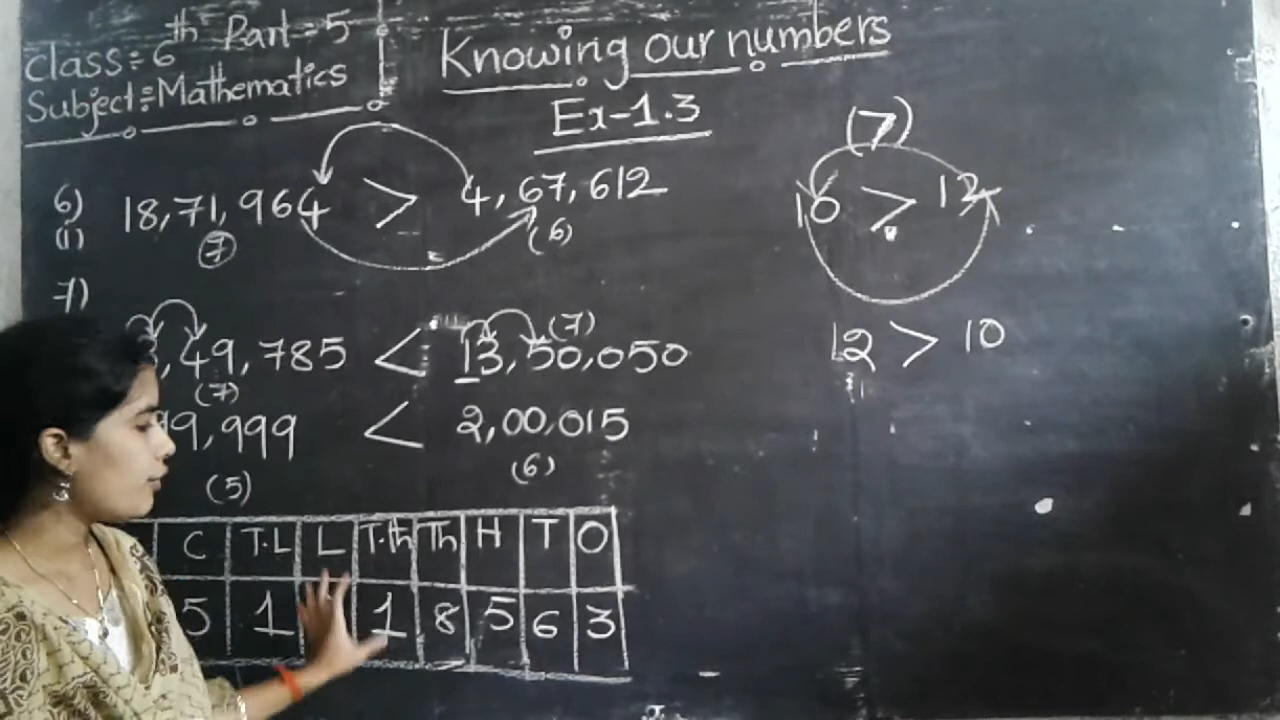 Class:- 6th Part - 5
Subject:- Mathematics
Knowing our numbers
Ex-1.3
6) (i) 18,71,964 > 4,67,612
(7) (6)
(>)
16 > 12
12 > 10
7)
,49,785 < 13,50,050
(7) (7)
99,999 < 2,00,015
(5) (6)
C T.L L T.th Th H T O
5 1 1 8 5 6 3